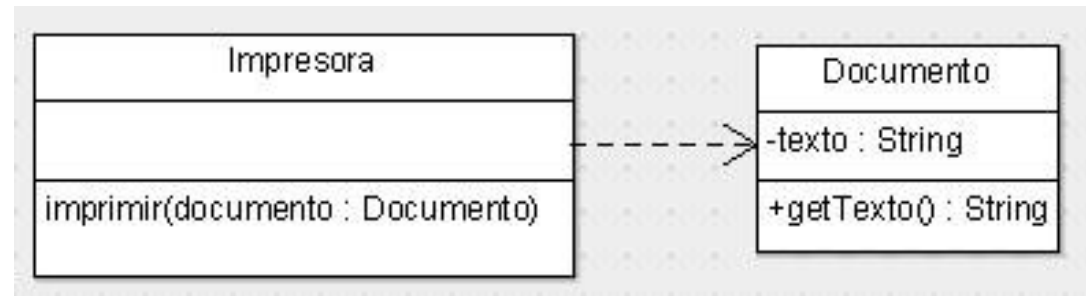 Impresora
imprimir(documento : Documento)
Documento
-texto : String
+getTexto() : String